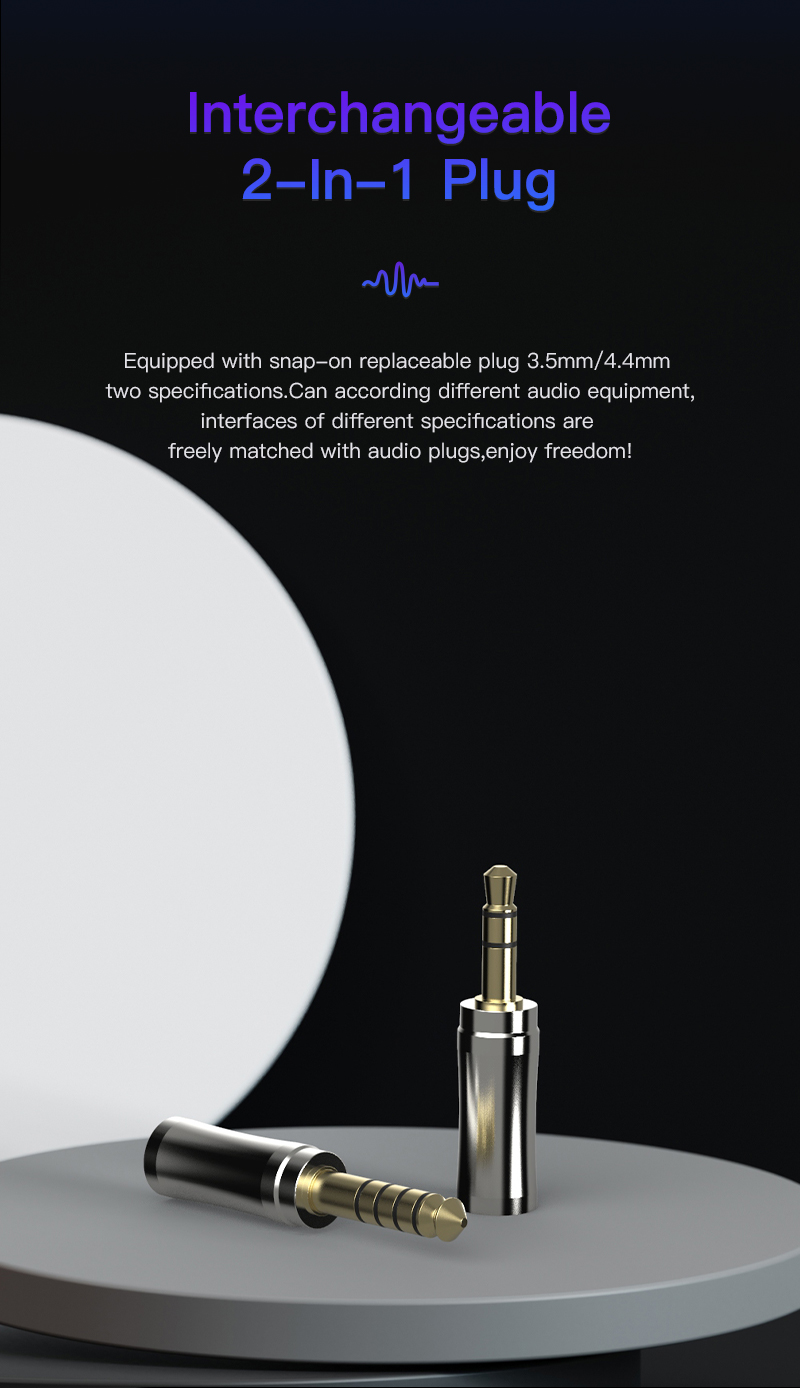 Interchangeable
2-In-1 Plug
Equipped with snap-on replaceable plug 3.5mm/4.4mm
two specifications.Can according different audio equipment,
interfaces of different specifications are
freely matched with audio plugs,enjoy freedom!